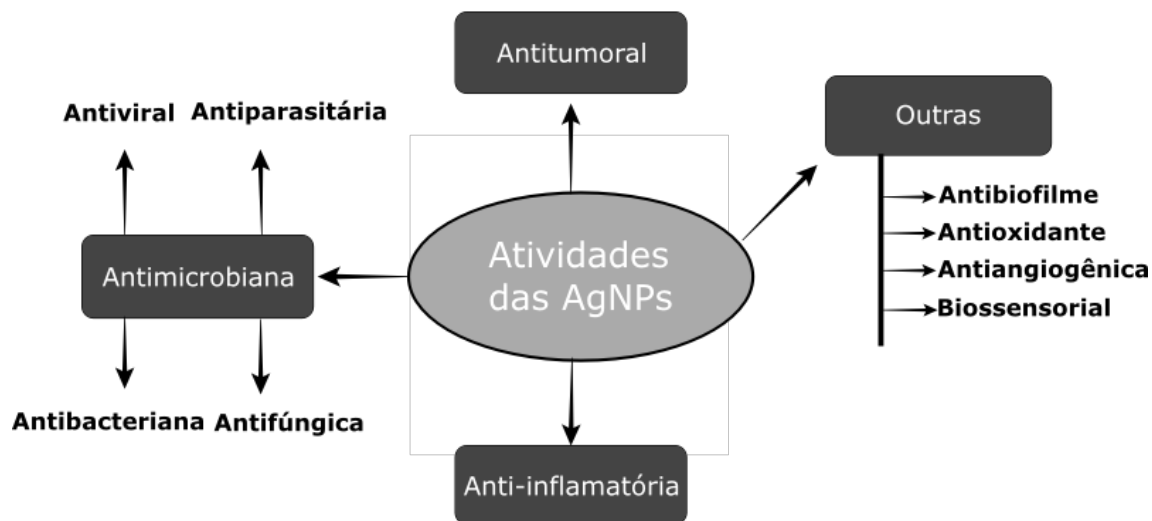 Antitumoral
Outras
Antiviral
Antiparasitária
Antibiofilme
Antioxidante
Antiangiogênica
Biossensorial
Atividades
das AgNPs
Antimicrobiana
Antibacteriana
Antifúngica
Anti-inflamatória